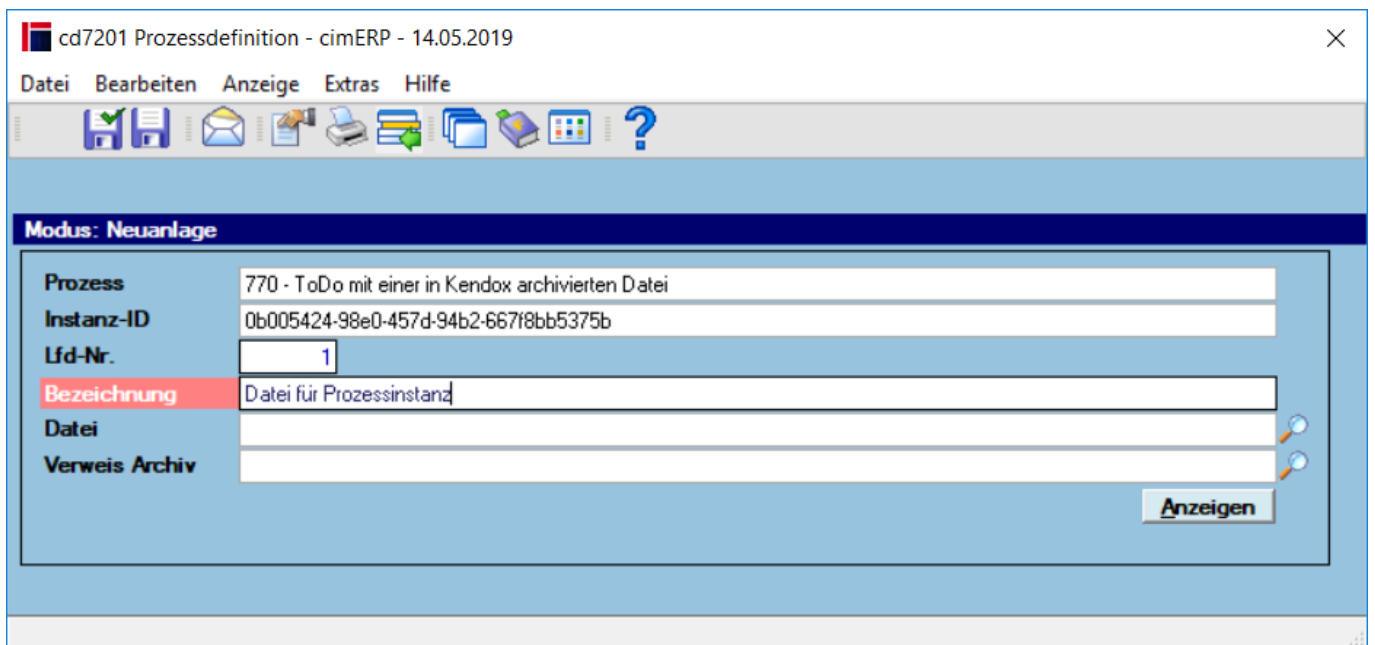 cd7201 Prozessdefinition - cimERP - 14.05.2019
Datei Bearbeiten Anzeige Extras Hilfe
Modus: Neuanlage
Prozess 770 - ToDo mit einer in Kendox archivierten Datei
Instanz-ID 0b005424-98e0-457d-94b2-667f8bb5375b
Lfd-Nr. 1
Bezeichnung Datei für Prozessinstanz
Datei
Verweis Archiv
Anzeigen